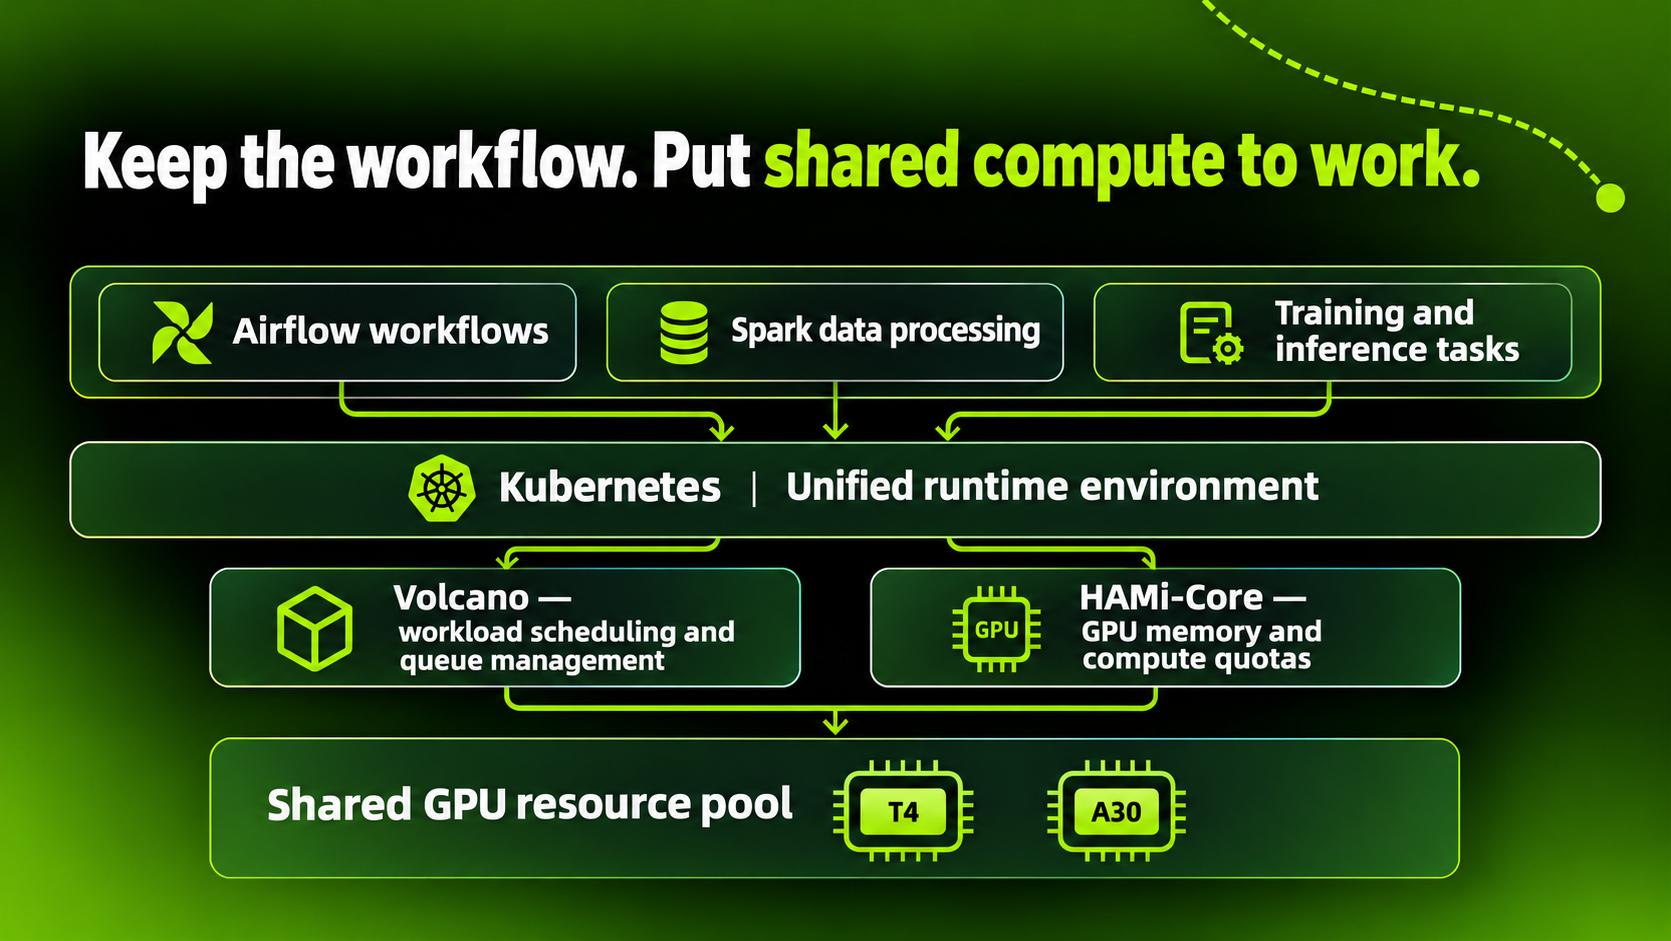 Keep the workflow. Put shared compute to work.
Airflow workflows
Spark data processing
Training and
inference tasks
Kubernetes | Unified runtime environment
Volcano —
workload scheduling and
queue management
GPU
HAMi-Core —
GPU memory and
compute quotas
Shared GPU resource pool
T4
A30